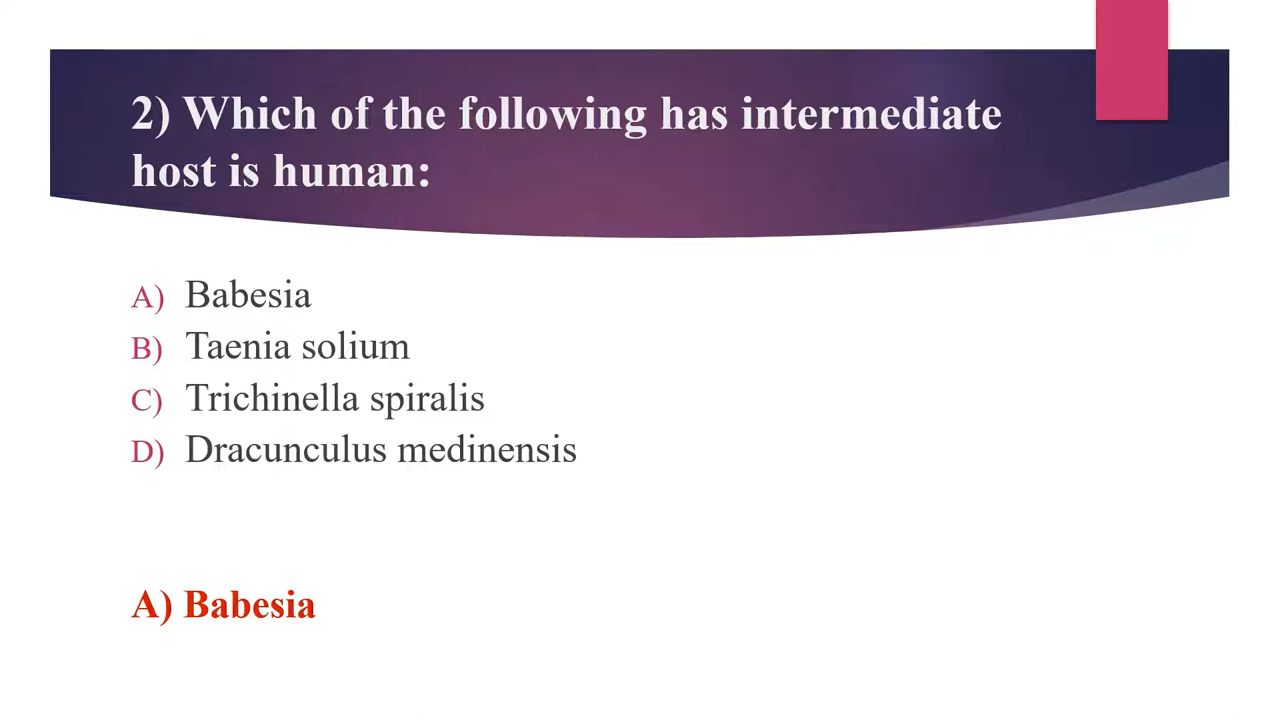 2) Which of the following has intermediate
host is human:
A) Babesia
B) Taenia solium
C) Trichinella spiralis
D) Dracunculus medinensis
A) Babesia